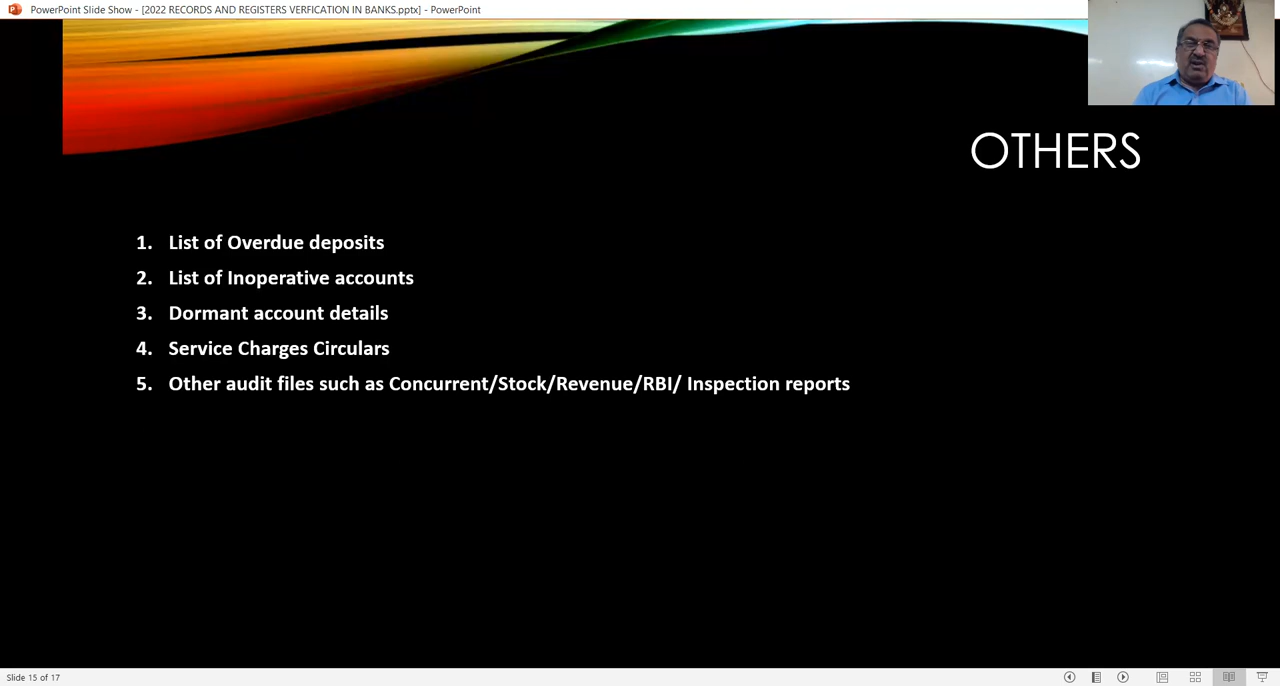 PowerPoint Slide Show - [2022 RECORDS AND REGISTERS VERFICATION IN BANKS.pptx] - PowerPoint
OTHERS
1. List of Overdue deposits
2. List of Inoperative accounts
3. Dormant account details
4. Service Charges Circulars
5. Other audit files such as Concurrent/Stock/Revenue/RBI/ Inspection reports
Slide 15 of 17